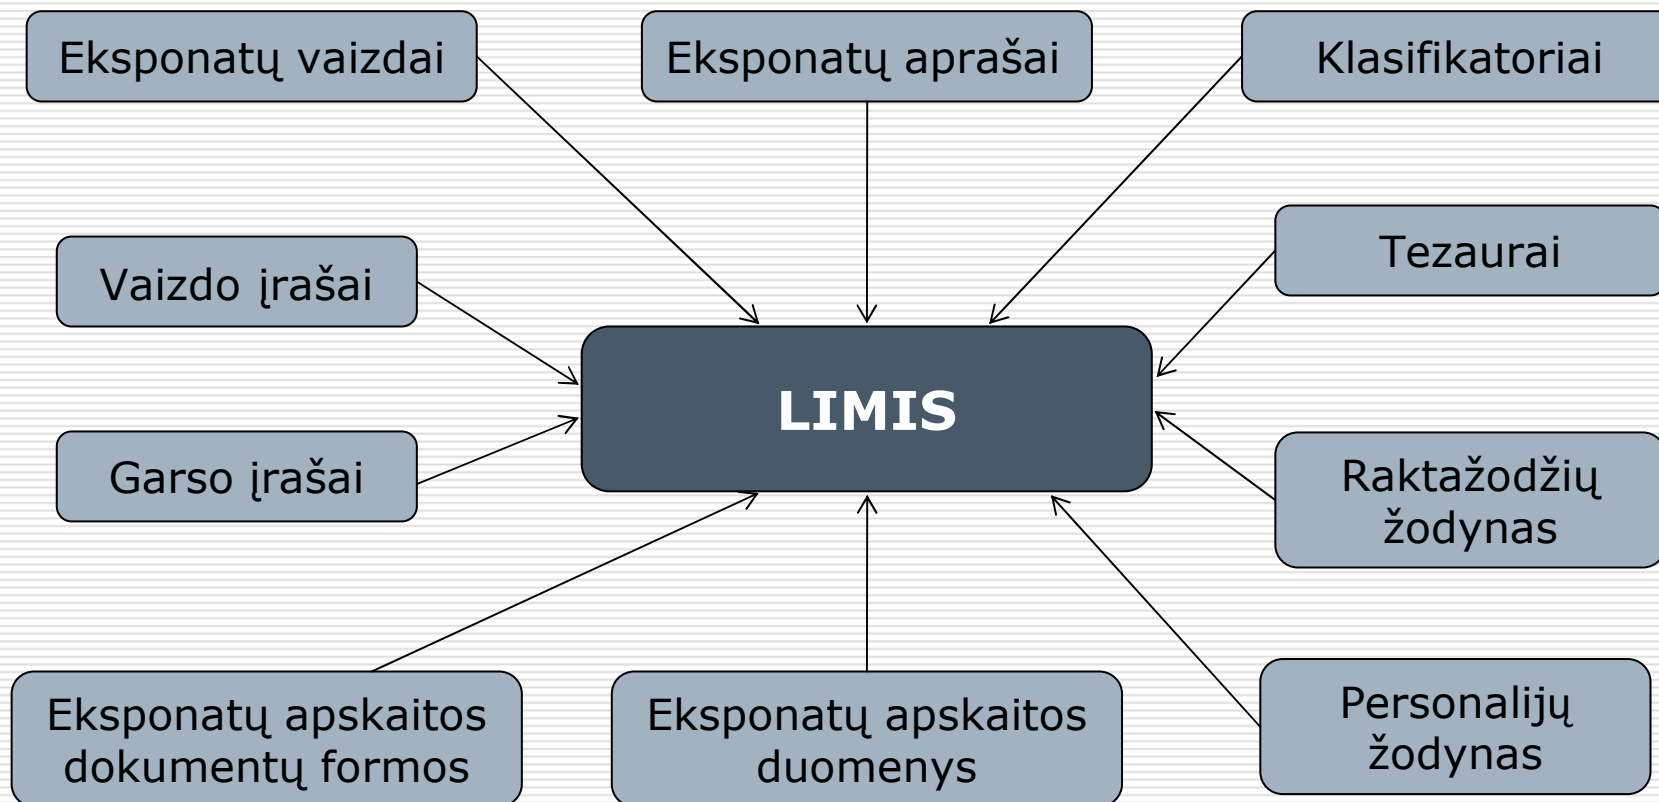 Eksponatų vaizdai
Eksponatų aprašai
Klasifikatoriai
Vaizdo įrašai
Tezaurai
LIMIS
Garso įrašai
Raktažodžių
žodynas
Eksponatų apskaitos
dokumentų formos
Eksponatų apskaitos
duomenys
Personalijų
žodynas